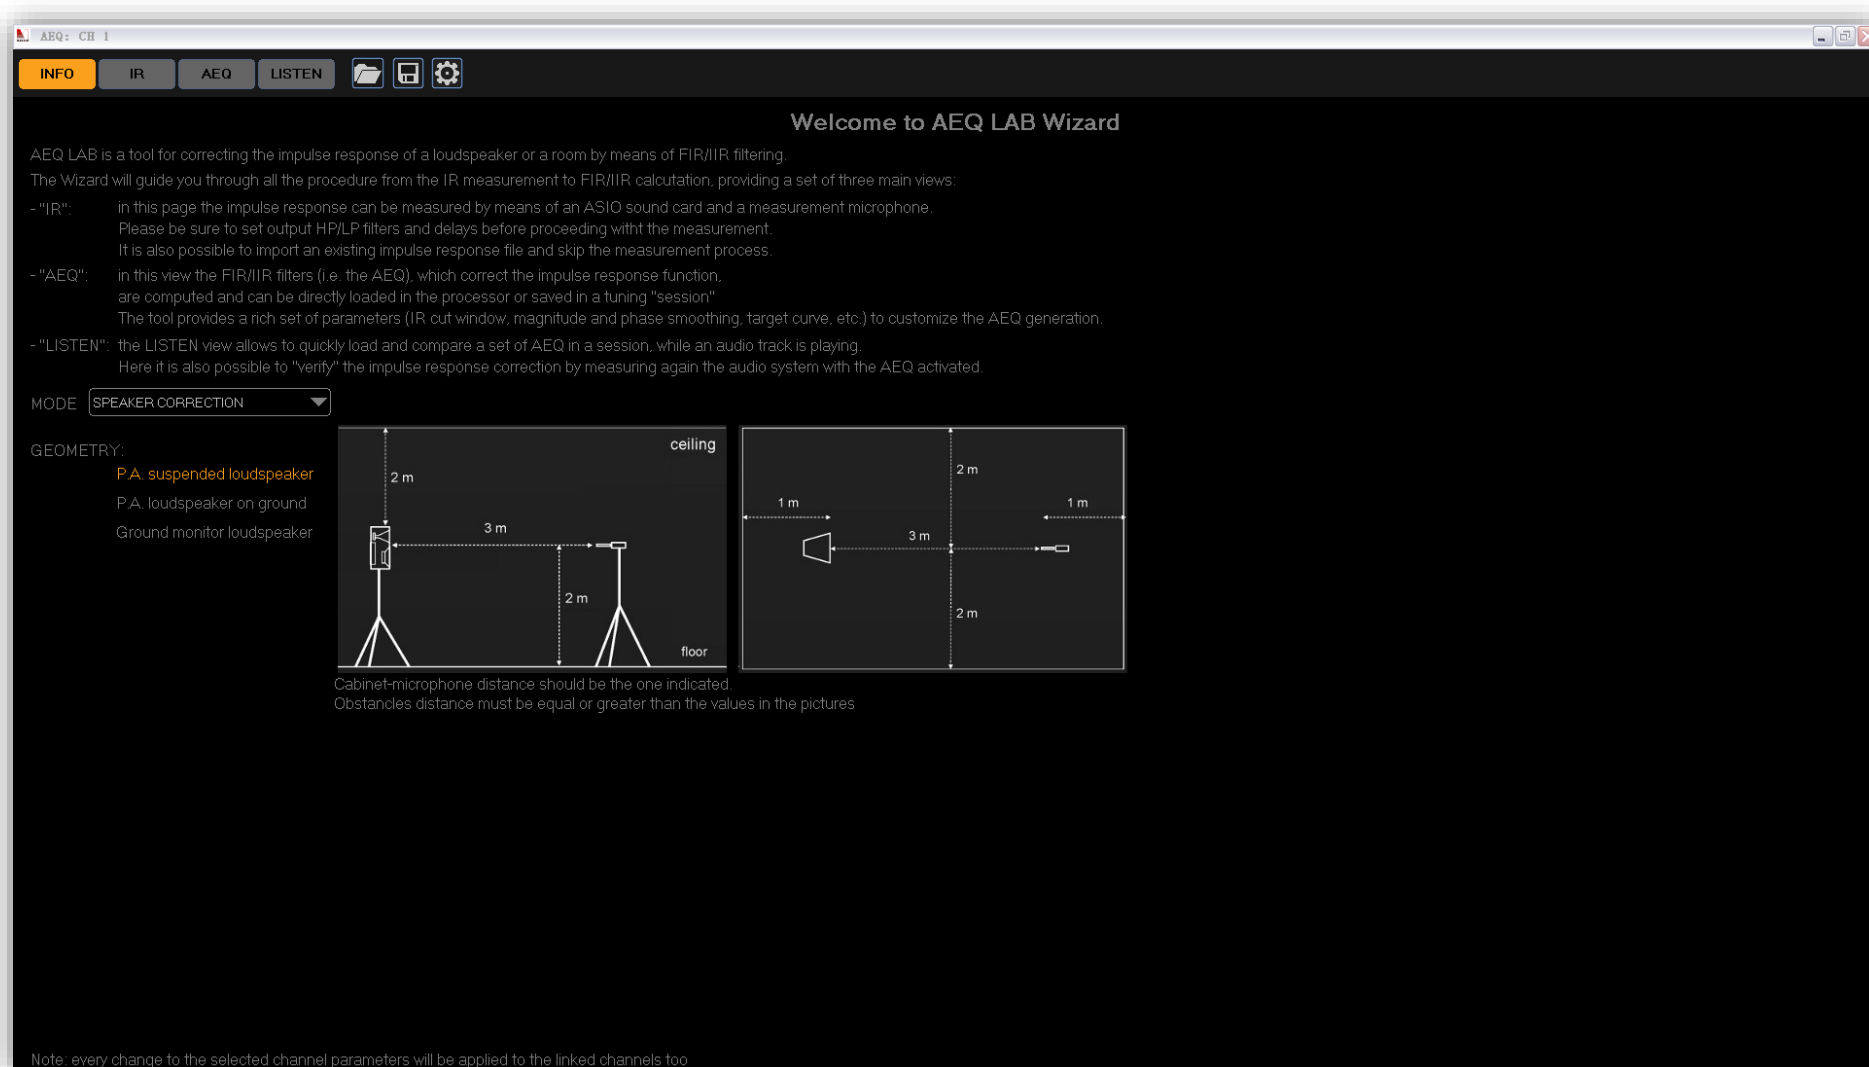 AEQ: CH 1
INFO IR AEQ LISTEN
Welcome to AEQ LAB Wizard
AEQ LAB is a tool for correcting the impulse response of a loudspeaker or a room by means of FIR/IIR filtering.
The Wizard will guide you through all the procedure from the IR measurement to FIR/IIR calcutation, providing a set of three main views:
- "IR": in this page the impulse response can be measured by means of an ASIO sound card and a measurement microphone.
Please be sure to set output HP/LP filters and delays before proceeding witht the measurement.
It is also possible to import an existing impulse response file and skip the measurement process.
- "AEQ": in this view the FIR/IIR filters (i.e. the AEQ), which correct the impulse response function,
are computed and can be directly loaded in the processor or saved in a tuning "session"
The tool provides a rich set of parameters (IR cut window, magnitude and phase smoothing, target curve, etc.) to customize the AEQ generation.
- "LISTEN": the LISTEN view allows to quickly load and compare a set of AEQ in a session, while an audio track is playing.
Here it is also possible to "verify" the impulse response correction by measuring again the audio system with the AEQ activated.
MODE SPEAKER CORRECTION
GEOMETRY:
P.A. suspended loudspeaker
P.A. loudspeaker on ground
Ground monitor loudspeaker
ceiling
2 m
3 m
2 m
floor
2 m
1 m
1 m
3 m
2 m
Cabinet-microphone distance should be the one indicated.
Obstancles distance must be equal or greater than the values in the pictures
Note: every change to the selected channel parameters will be applied to the linked channels too